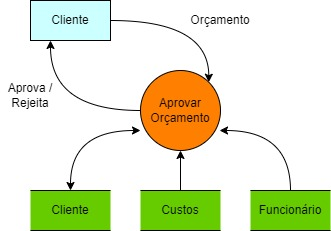 Cliente
Orçamento
Aprova /
Rejeita
Aprovar
Orçamento
Cliente
Custos
Funcionário